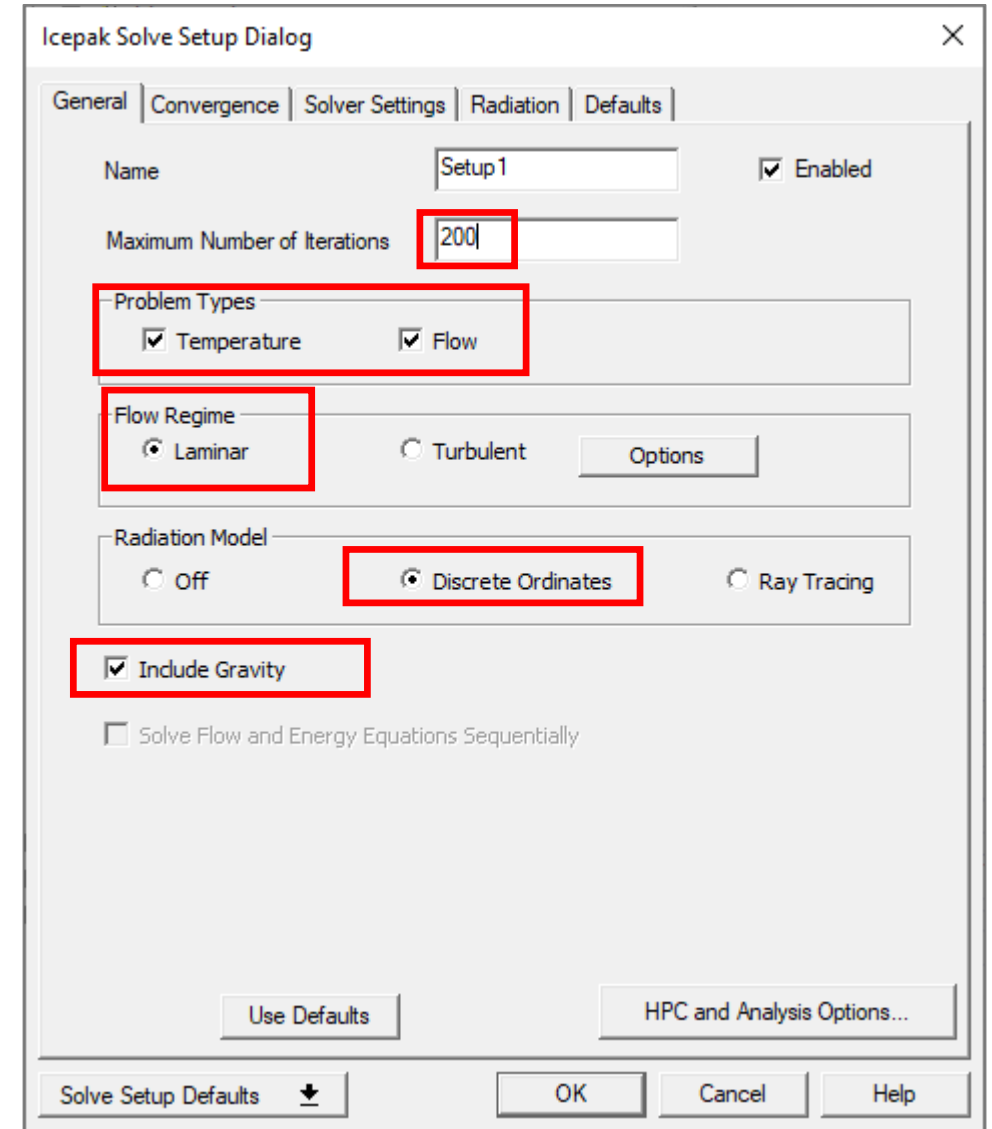 Icepak Solve Setup Dialog
General Convergence Solver Settings Radiation Defaults
Name Setup1 Enabled
Maximum Number of Iterations 200
Problem Types
Temperature Flow
Flow Regime
Laminar Turbulent Options
Radiation Model
Off Discrete Ordinates Ray Tracing
Include Gravity
Solve Flow and Energy Equations Sequentially
Use Defaults HPC and Analysis Options...
Solve Setup Defaults OK Cancel Help